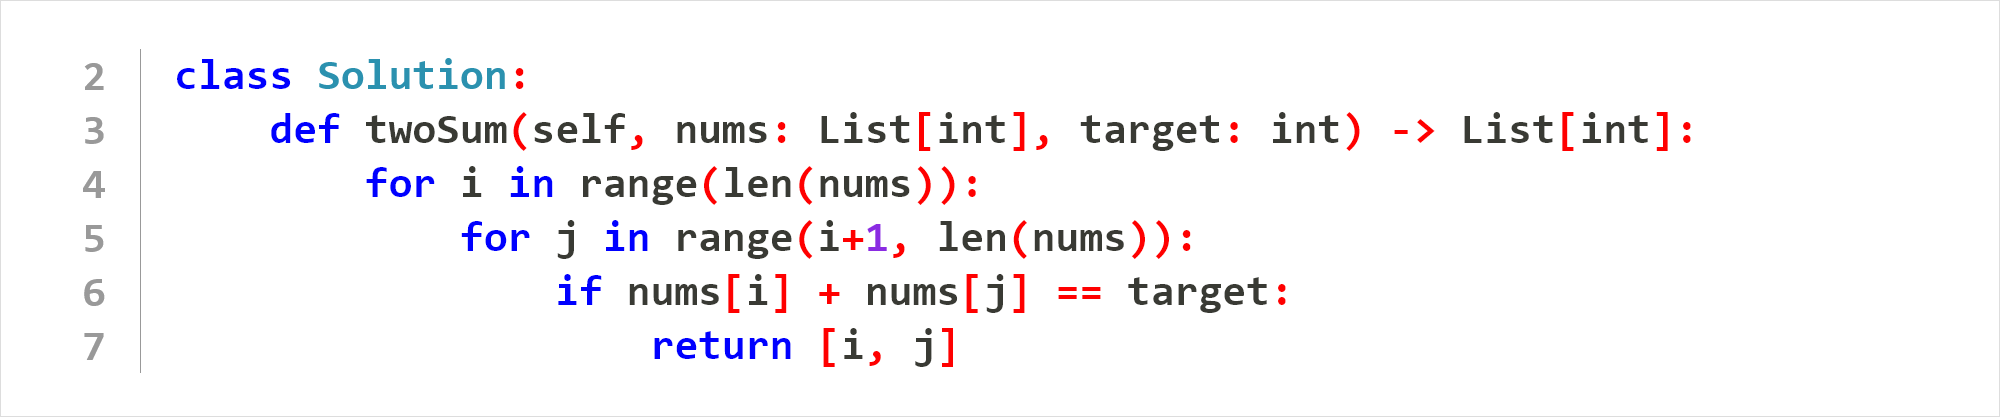 2 class Solution:
3     def twoSum(self, nums: List[int], target: int) -> List[int]:
4         for i in range(len(nums)):
5             for j in range(i+1, len(nums)):
6                 if nums[i] + nums[j] == target:
7                     return [i, j]